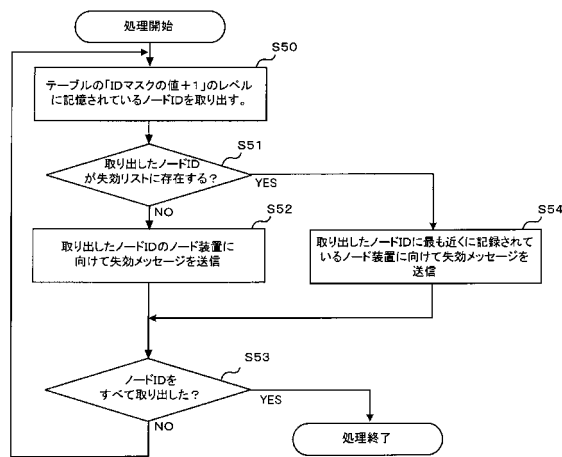 処理開始
S50
テーブルの「IDマスクの値+1」のレベル
に記憶されているノードIDを取り出す。
S51
取り出したノードID
が失効リストに存在する?
YES
NO
S52
取り出したノードIDのノード装置に
向けて失効メッセージを送信
S54
取り出したノードIDに最も近くに記録されて
いるノード装置に向けて失効メッセージを
送信
S53
ノードIDを
すべて取り出した?
YES
NO
処理終了